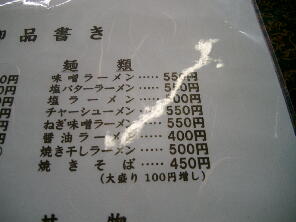 品書き
麺類
味噌ラーメン‥‥‥550円
塩バターラーメン‥‥550円
塩ラーメン‥‥‥500円
チャーシューメン‥‥550円
ねぎ味噌ラーメン‥‥550円
醤油ラーメン‥‥‥400円
焼き干しラーメン‥‥500円
焼きそば‥‥‥450円
(大盛り100円増し)